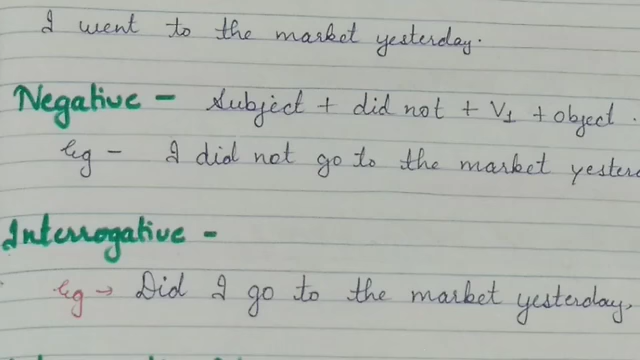 I went to the market yesterday.
Negative - Subject + did not + V1 + object.
Eg - I did not go to the market yester
Interrogative -
Eg → Did I go to the market yesterday,